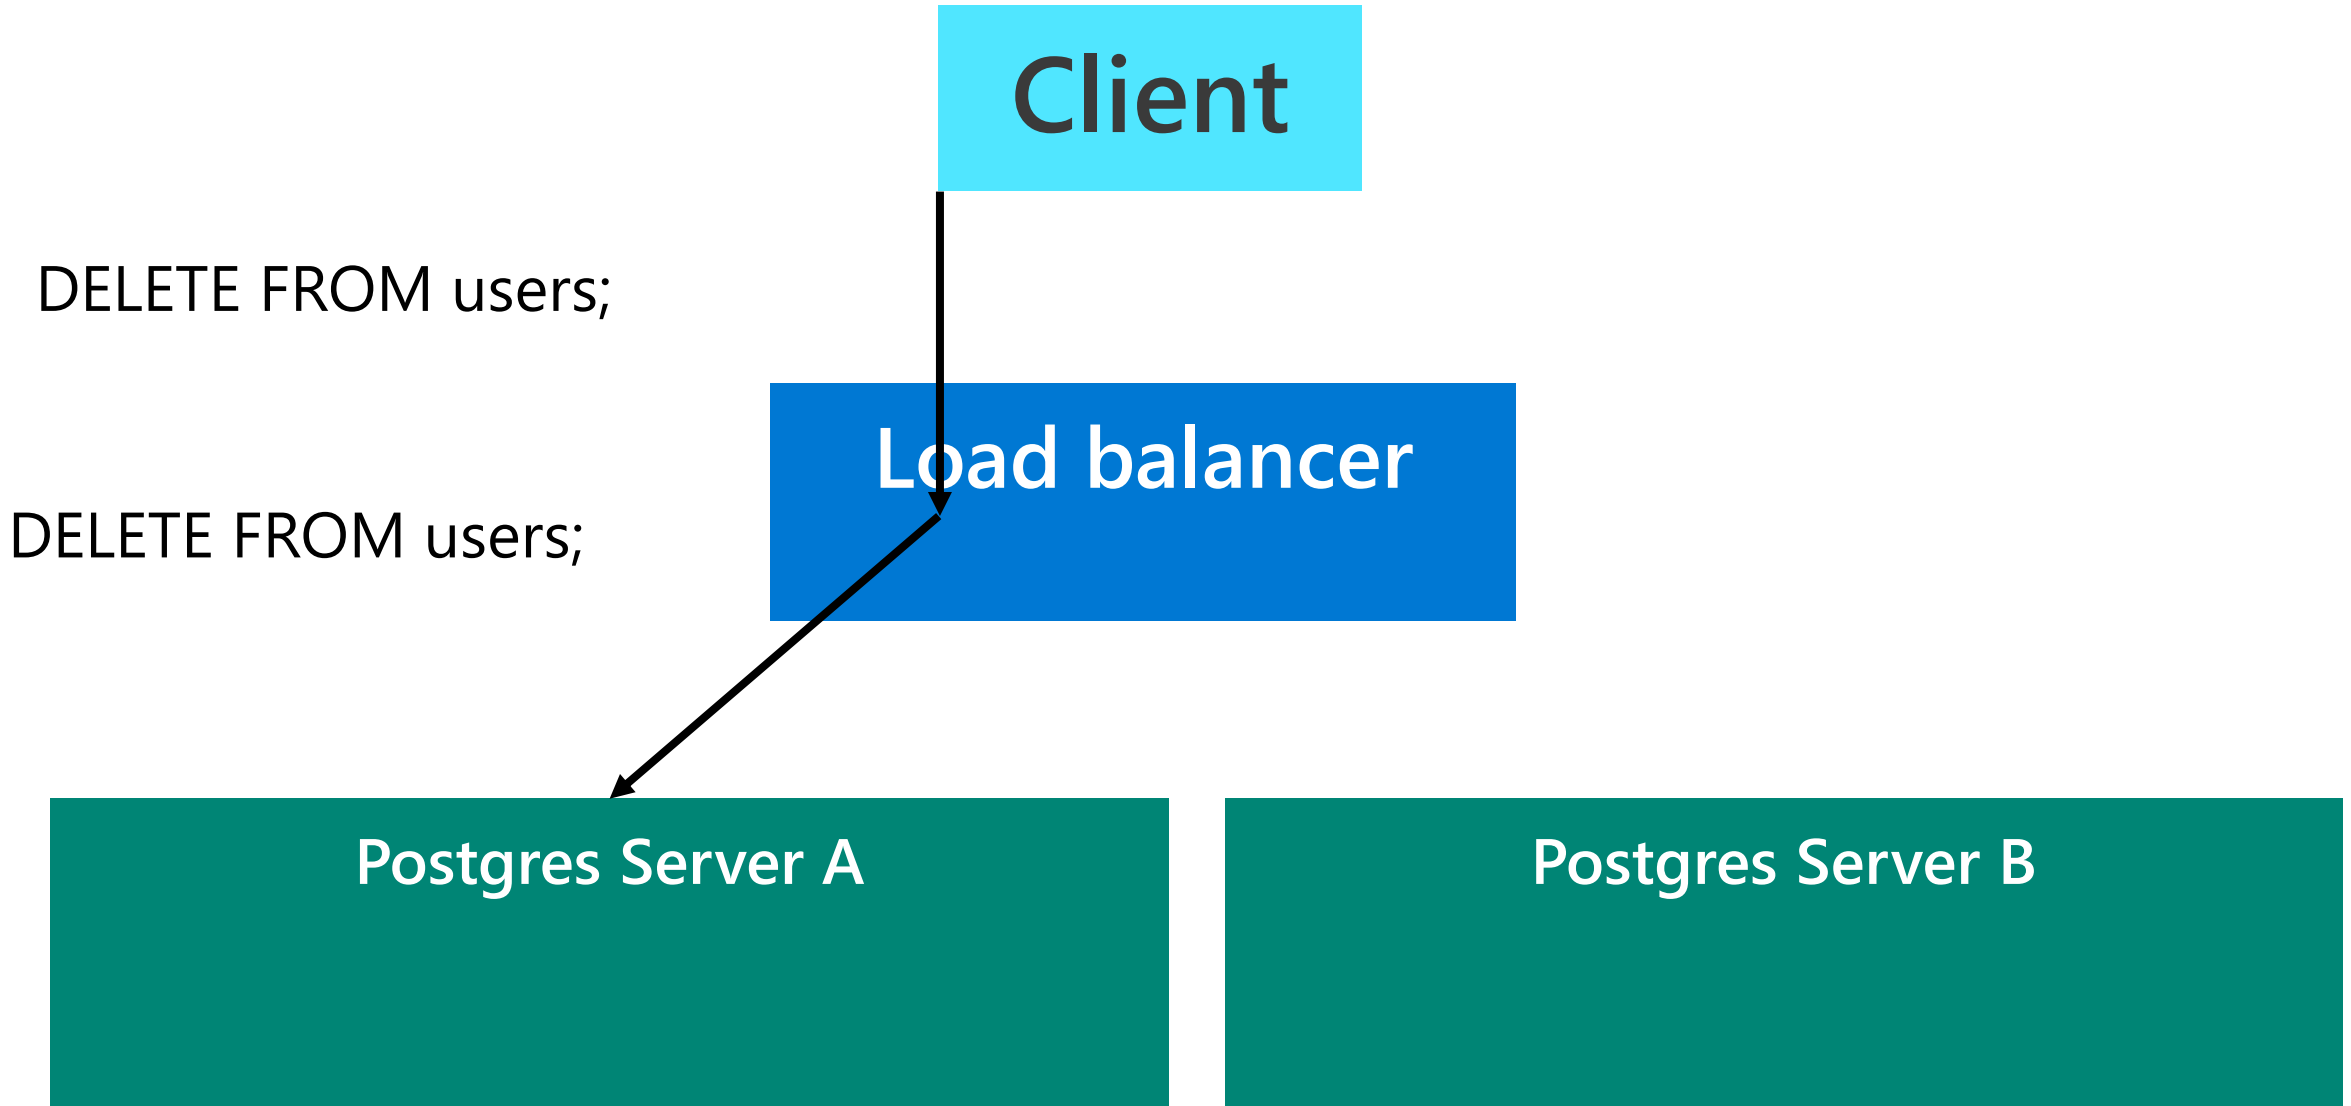 Client
DELETE FROM users;
Load balancer
DELETE FROM users;
Postgres Server A
Postgres Server B